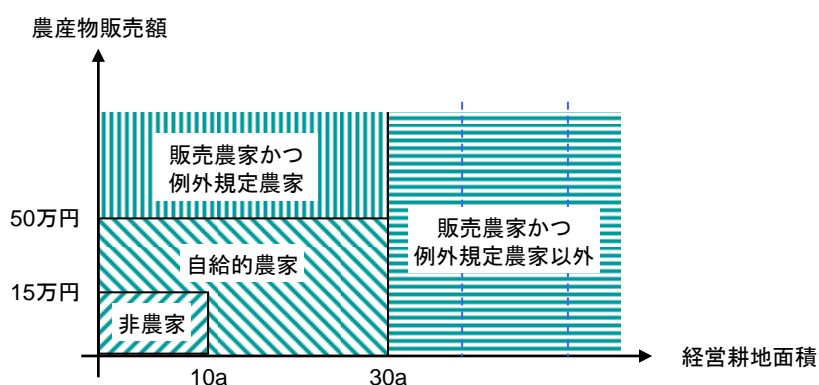 農産物販売額
販売農家かつ
例外規定農家
50万円
販売農家かつ
例外規定農家以外
自給的農家
15万円
非農家
経営耕地面積
10a
30a